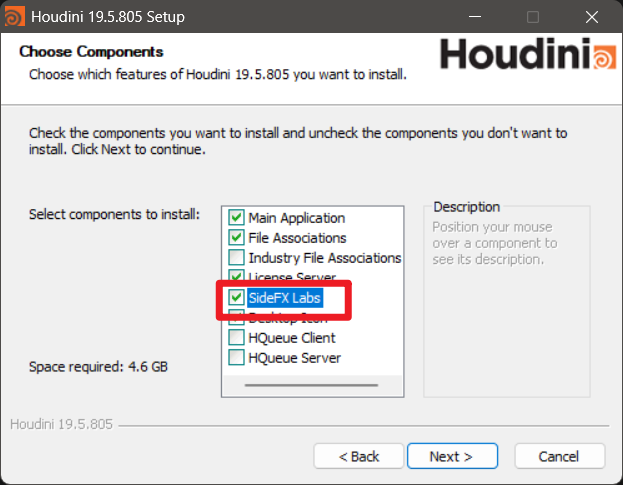 Houdini 19.5.805 Setup
Choose Components
Choose which features of Houdini 19.5.805 you want to install.
Houdini
Check the components you want to install and uncheck the components you don't want to
install. Click Next to continue.
Select components to install:
Main Application
File Associations
Industry File Associations
License Server
SideFX Labs
Desktop Icon
HQueue Client
HQueue Server
Description
Position your mouse
over a component to
see its description.
Space required: 4.6 GB
Houdini 19.5.805
< Back
Next >
Cancel